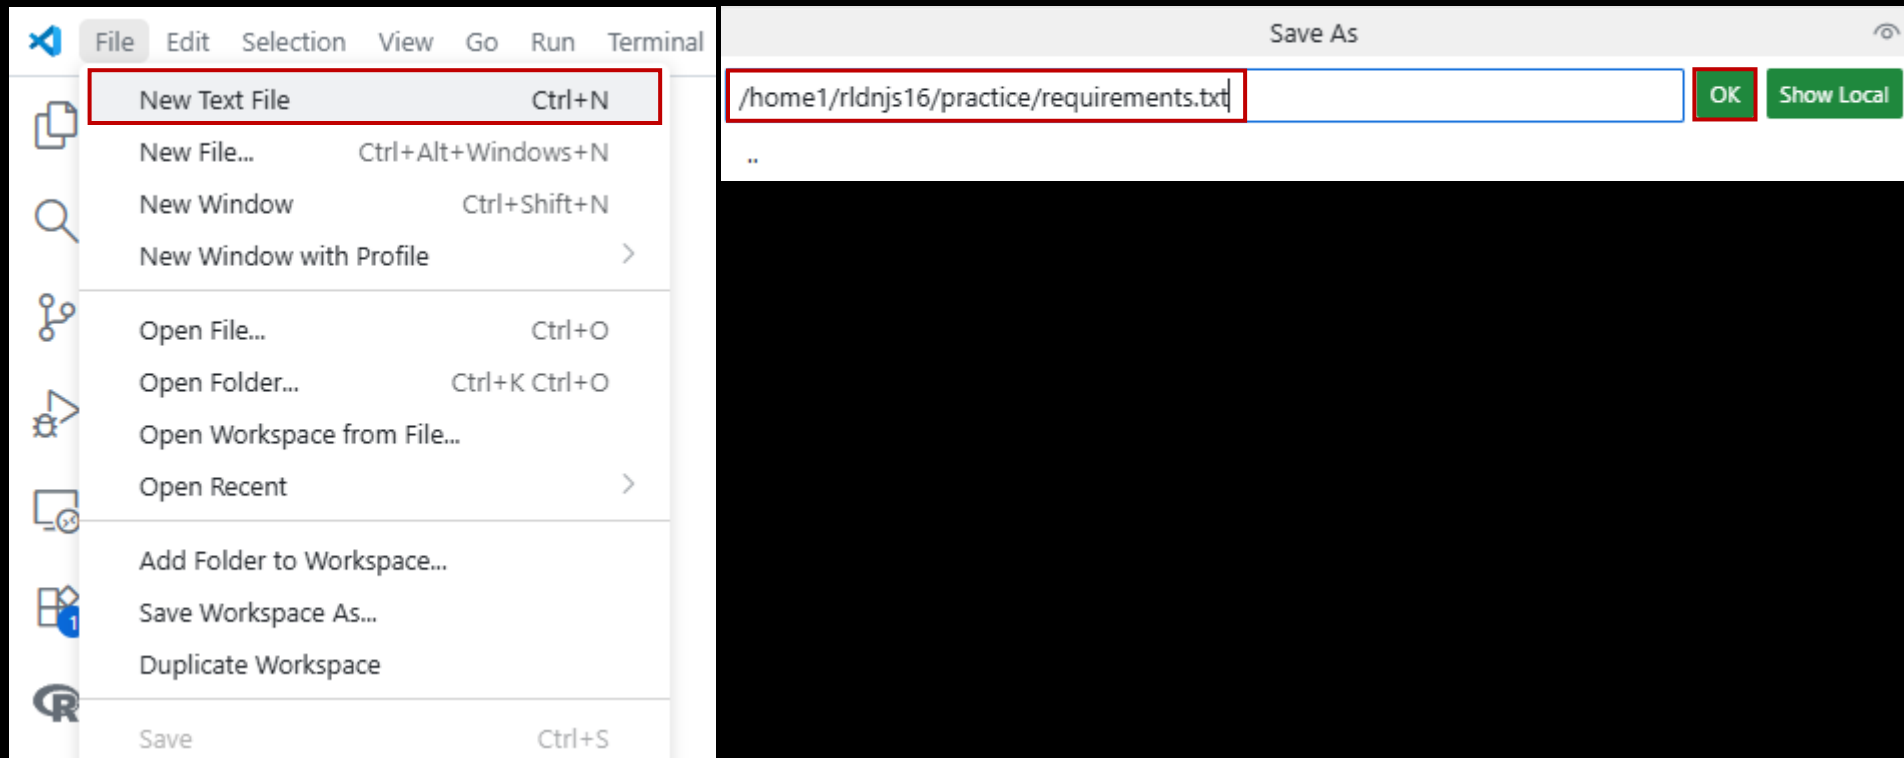 File Edit Selection View Go Run Terminal
New Text File Ctrl+N
New File... Ctrl+Alt+Windows+N
New Window Ctrl+Shift+N
New Window with Profile
Open File... Ctrl+O
Open Folder... Ctrl+K Ctrl+O
Open Workspace from File...
Open Recent
Add Folder to Workspace...
Save Workspace As...
Duplicate Workspace
Save Ctrl+S
1
R
Save As
/home1/rldnjs16/practice/requirements.txt
OK Show Local
..